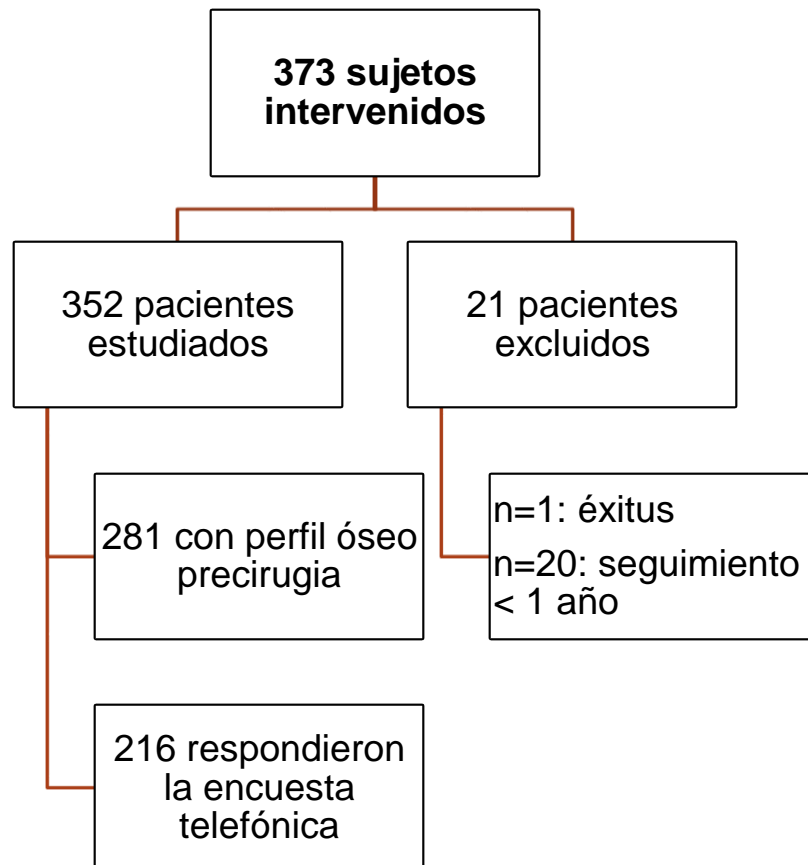 373 sujetos
intervenidos
352 pacientes
estudiados
21 pacientes
excluidos
281 con perfil óseo
precirugia
n=1: éxitus
n=20: seguimiento
< 1 año
216 respondieron
la encuesta
telefónica